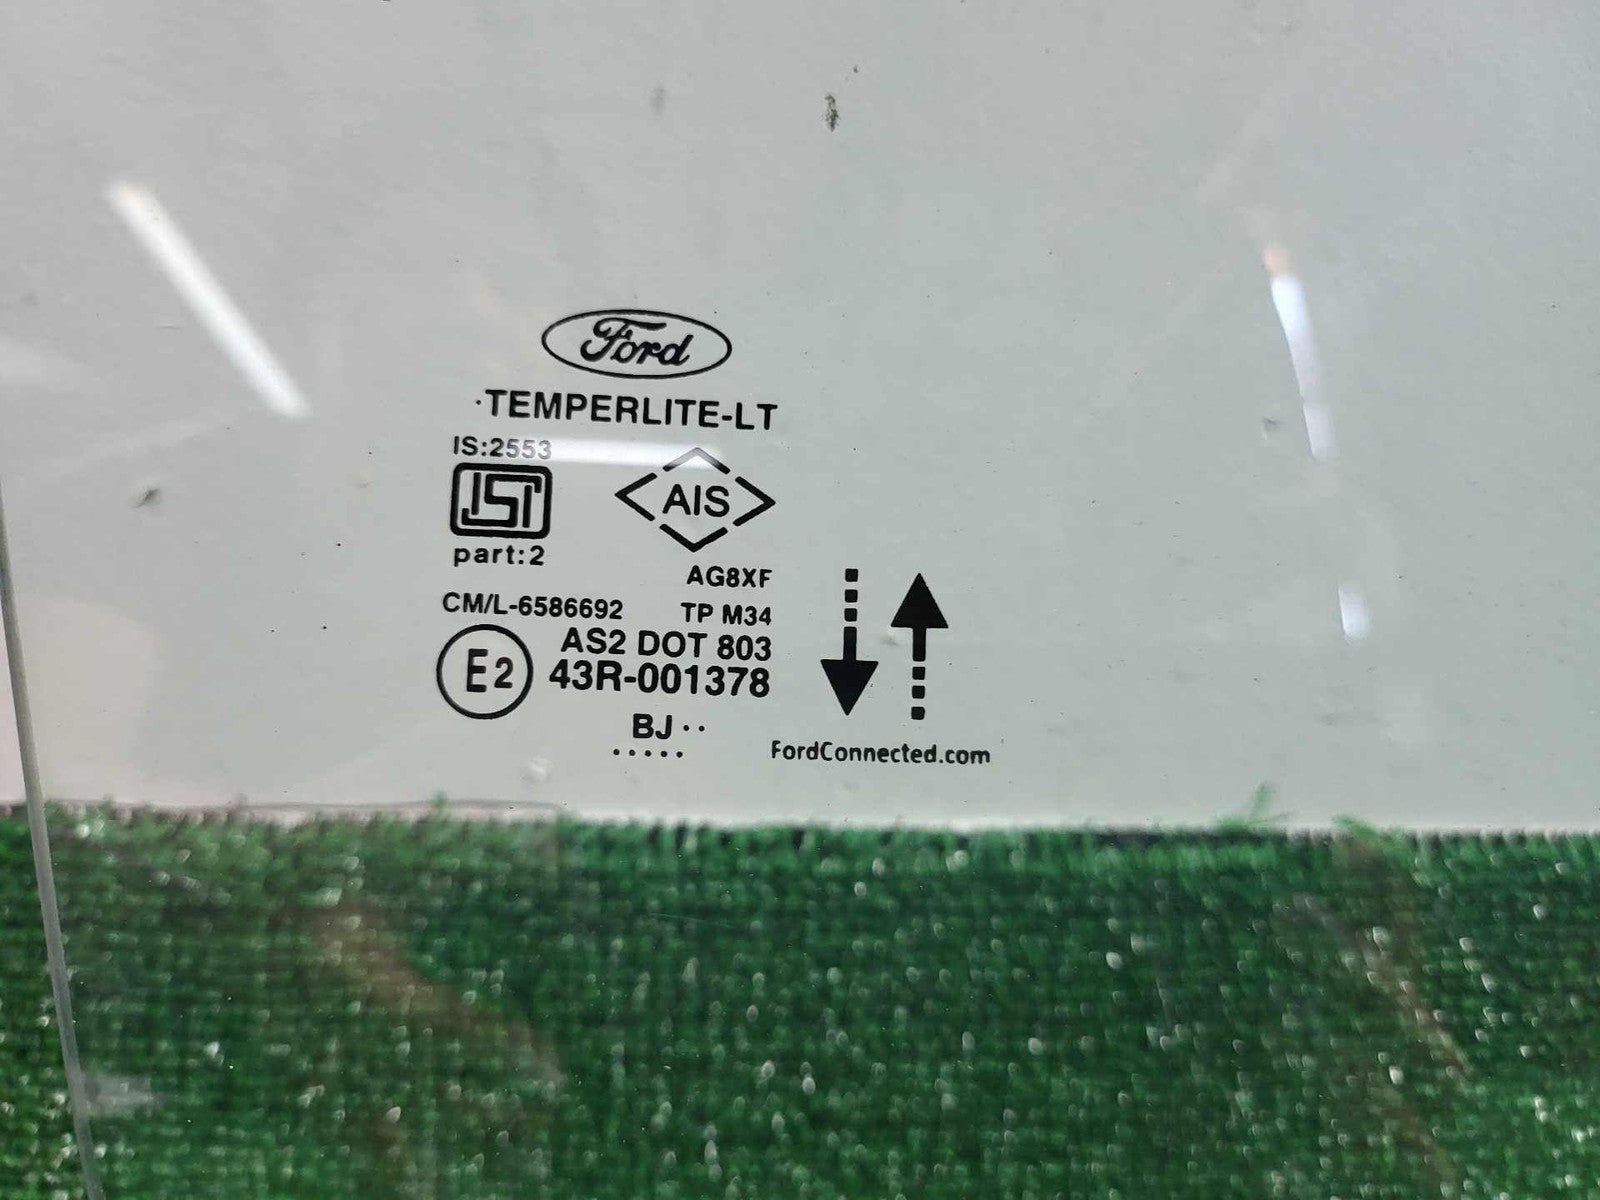 Ford
TEMPERLITE-LT
IS:2553
ISI
AIS
part:2
AG8XF
CM/L-6586692 TP M34
AS2 DOT 803
E2 43R-001378
BJ..
.....
FordConnected.com